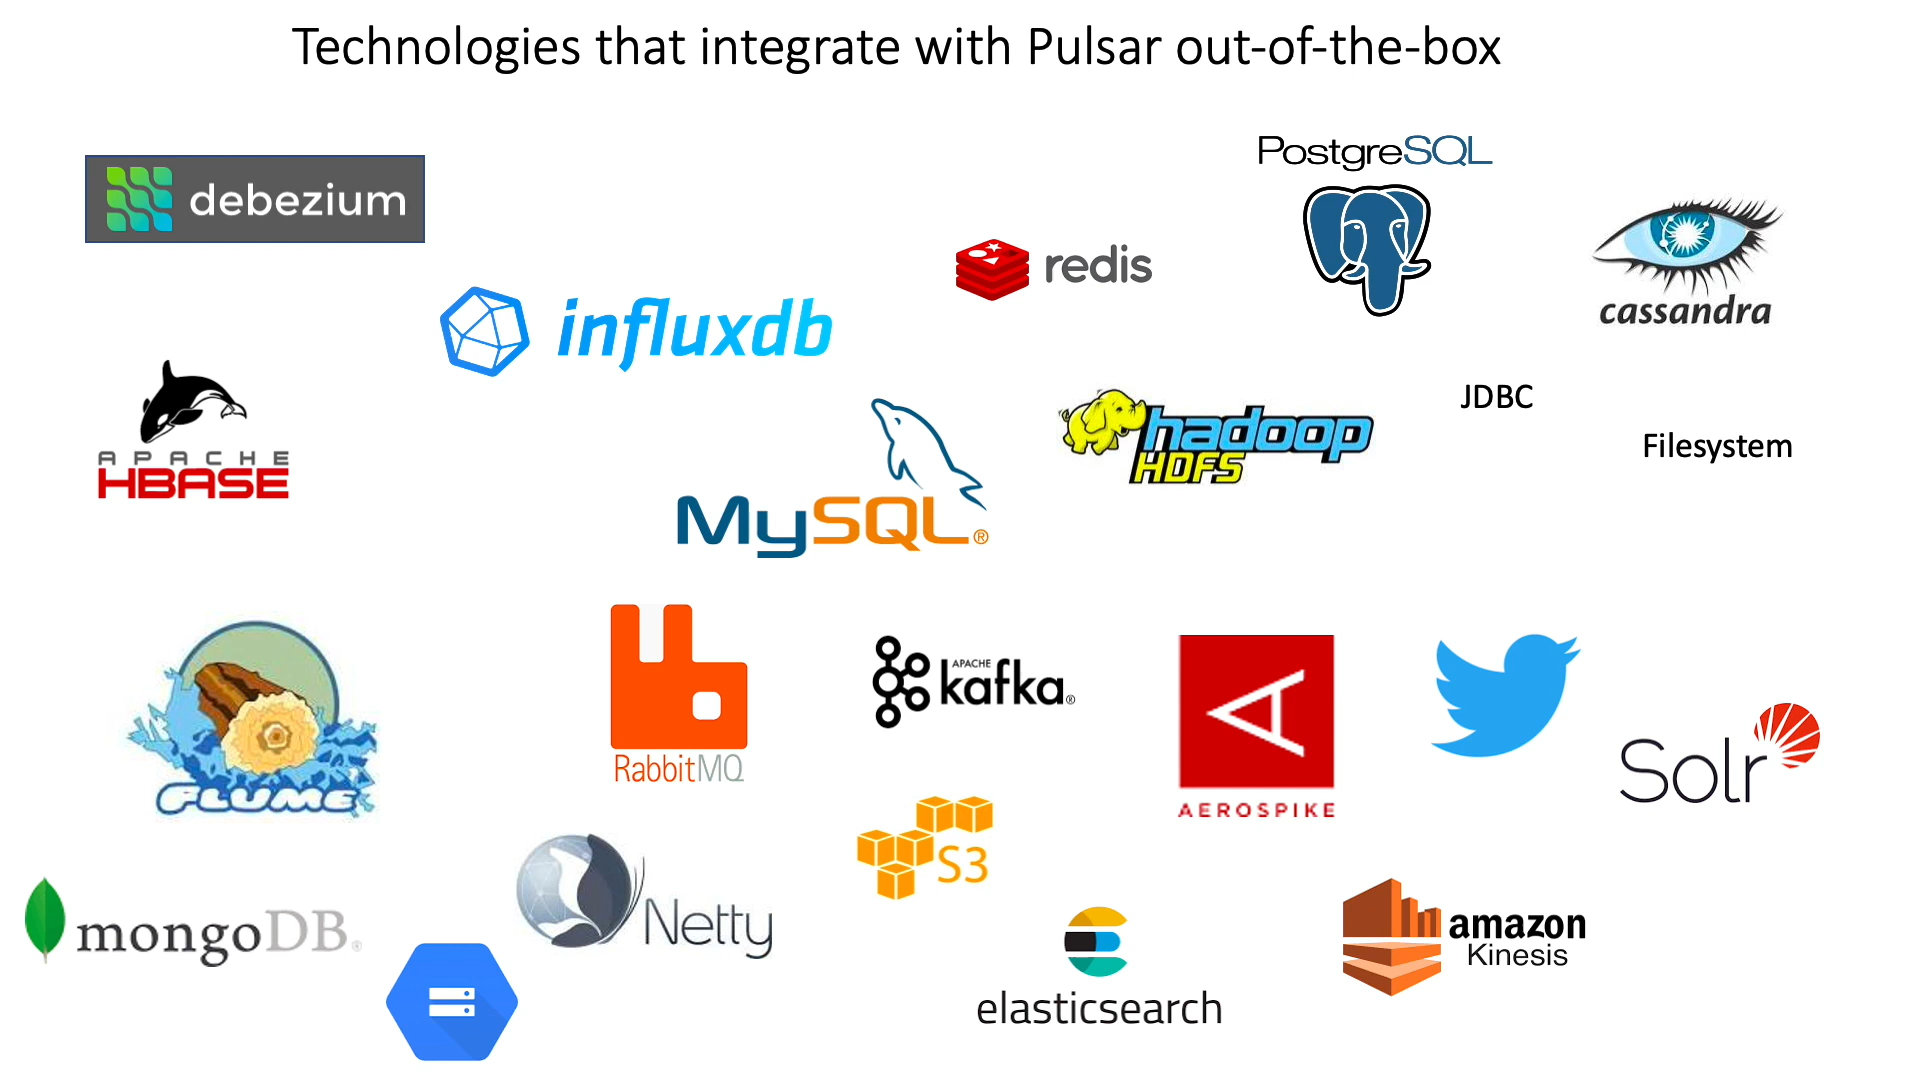 Technologies that integrate with Pulsar out-of-the-box
PostgreSQL
debezium
redis
cassandra
influxdb
JDBC
hadoop
HDFS
Filesystem
APACHE
HBASE
MySQL®
APACHE
kafka®
RabbitMQ
Solr
FLUME
AEROSPIKE
S3
mongoDB®
Netty
amazon
Kinesis
elasticsearch